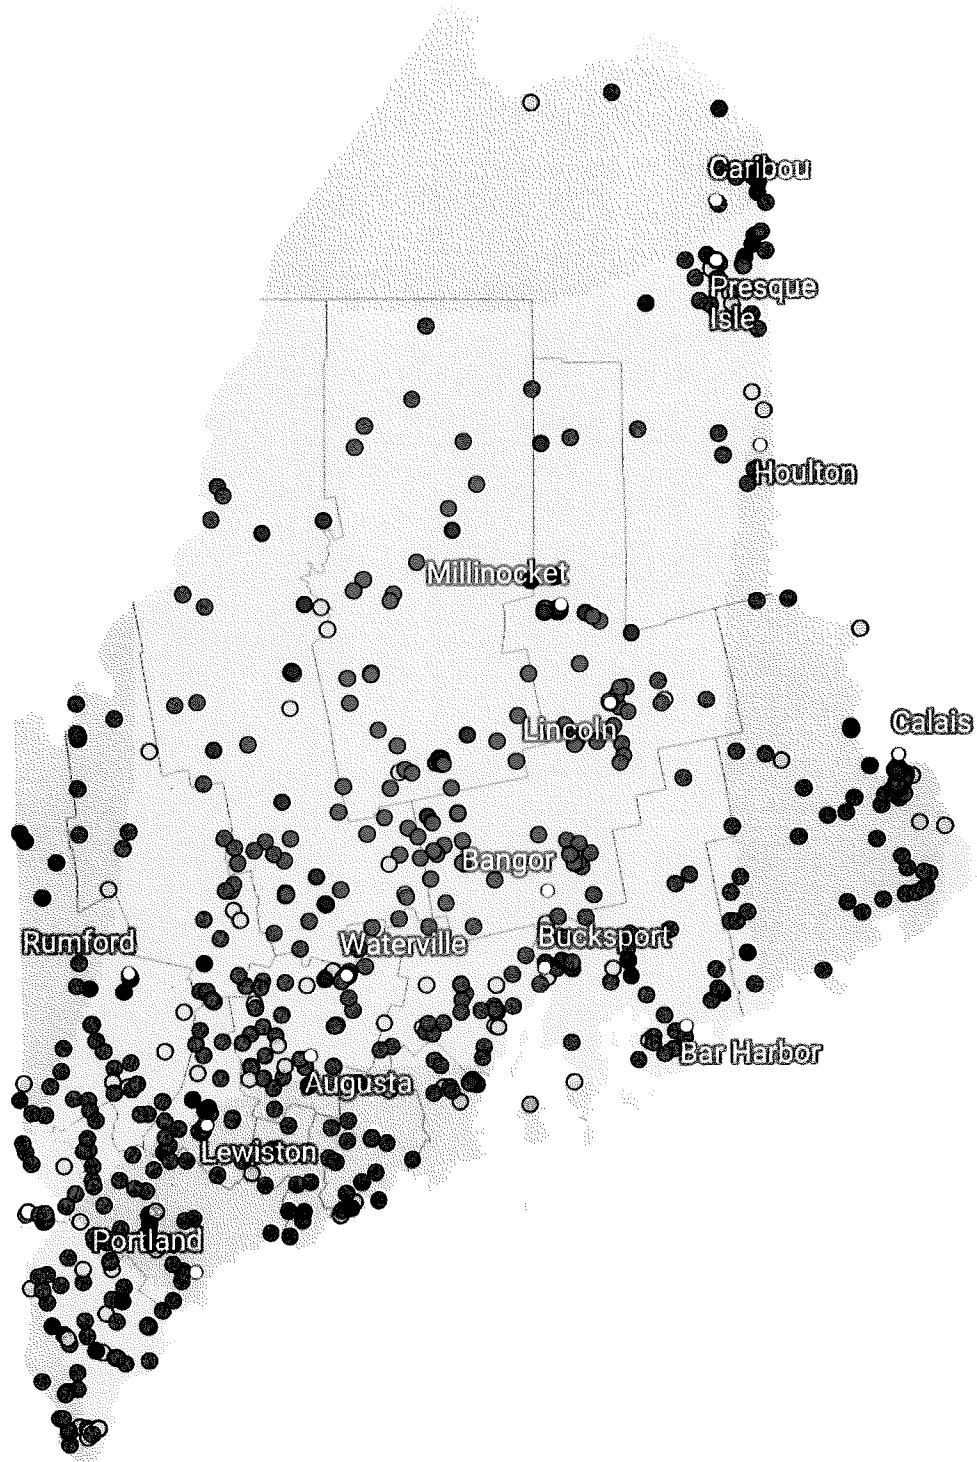 Caribou
Presque
Isle
Houlton
Millinocket
Calais
Lincoln
Bangor
Rumford
Waterville
Bucksport
Bar Harbor
Augusta
Lewiston
Portland